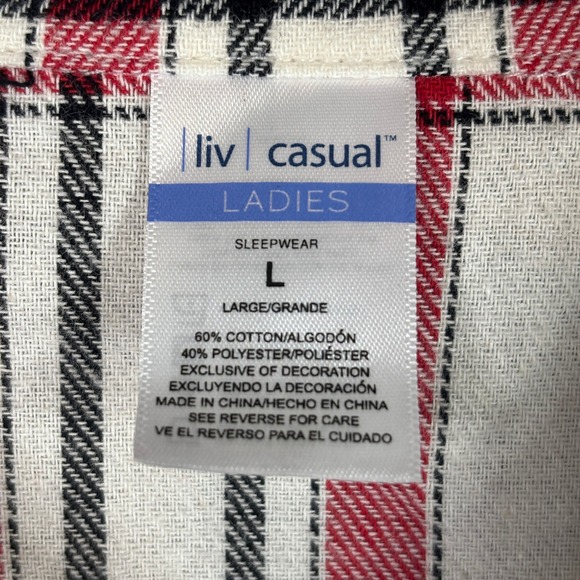 liv casual™
LADIES
SLEEPWEAR
L
LARGE/GRANDE
60% COTTON/ALGODÓN
40% POLYESTER/POLIÉSTER
EXCLUSIVE OF DECORATION
EXCLUYENDO LA DECORACIÓN
MADE IN CHINA/HECHO EN CHINA
SEE REVERSE FOR CARE
VE EL REVERSO PARA EL CUIDADO